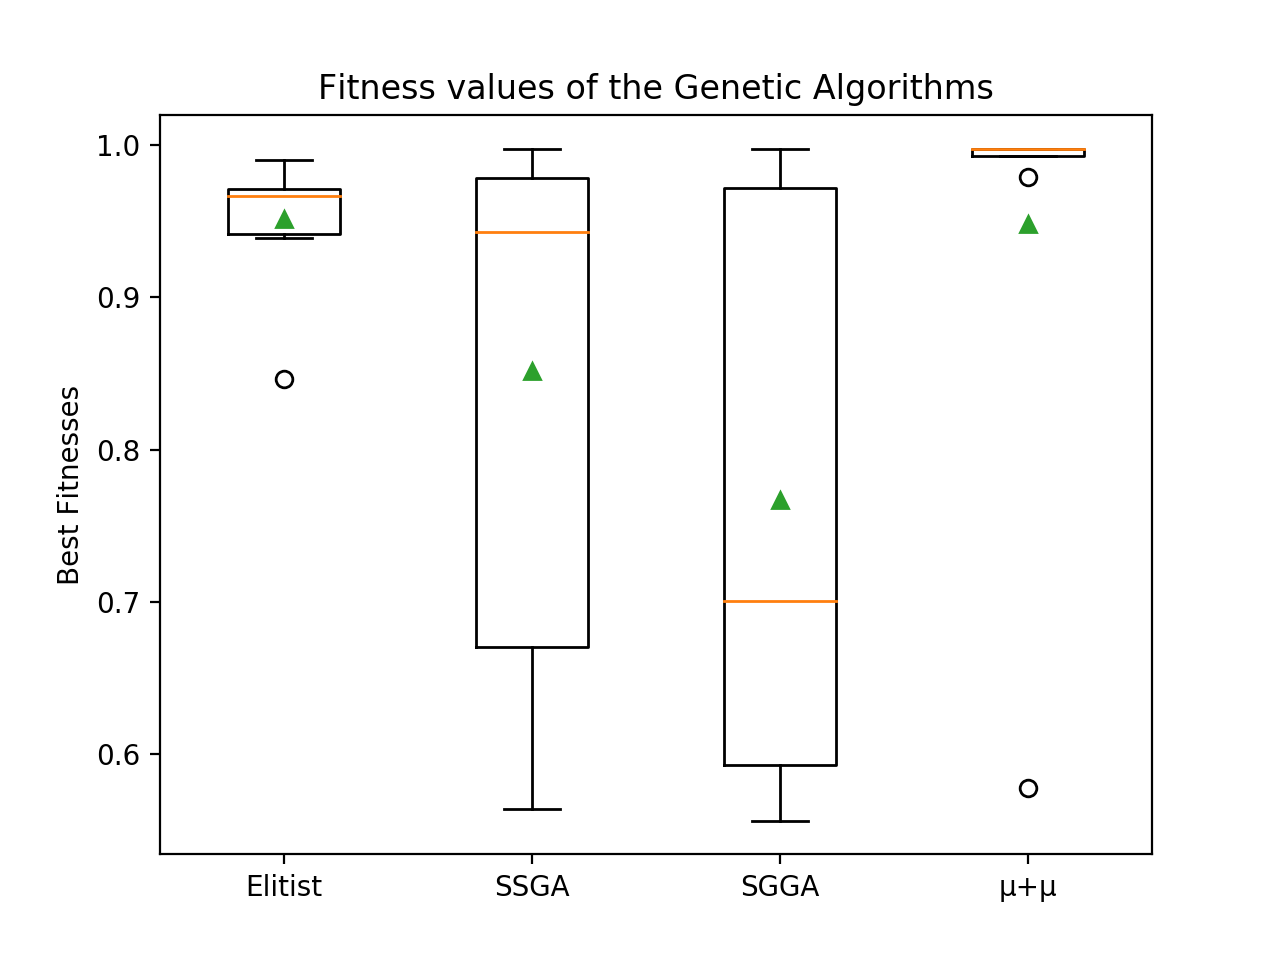 Fitness values of the Genetic Algorithms
1.0
0.9
0.8
0.7
0.6
Best Fitnesses
Elitist SSGA SGGA μ+μ